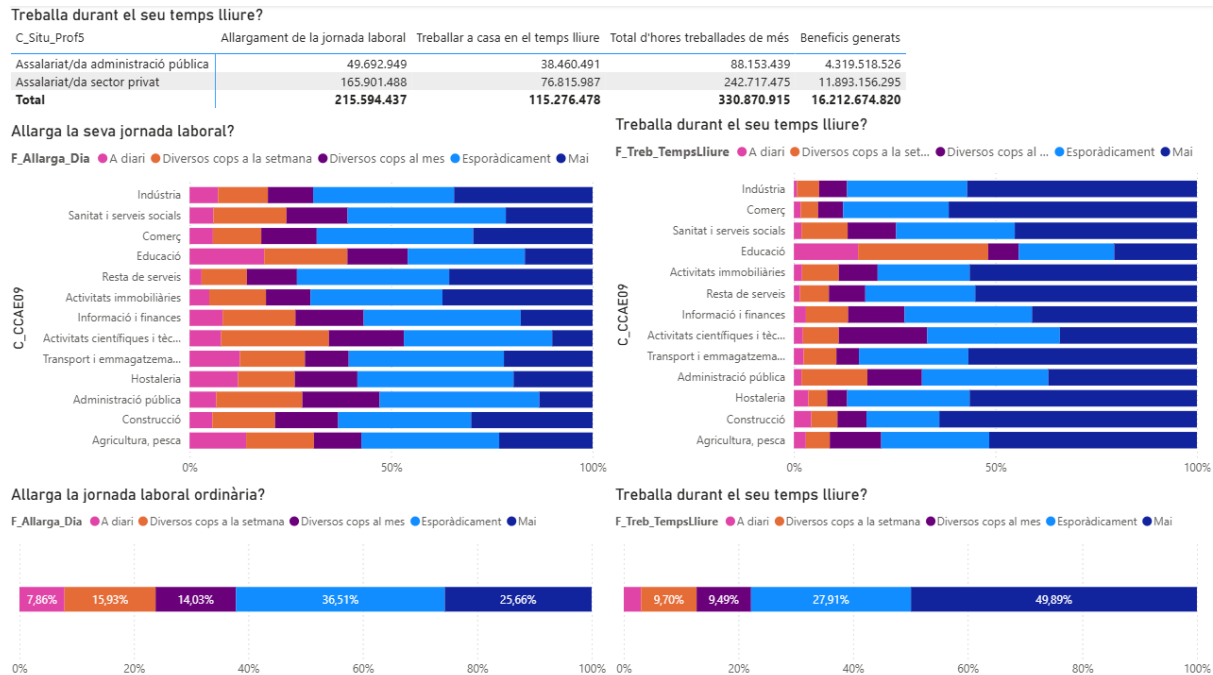 Treballa durant el seu temps lliure?
C_Situ_Prof5 Allargament de la jornada laboral Treballar a casa en el temps lliure Total d'hores treballades de més Beneficis generats
Assalariat/da administració pública 49.692.949 38.460.491 88.153.439 4.319.518.526
Assalariat/da sector privat 165.901.488 76.815.987 242.717.475 11.893.156.295
Total 215.594.437 115.276.478 330.870.915 16.212.674.820
Allarga la seva jornada laboral?
F_Allarga_Dia A diari Diversos cops a la setmana Diversos cops al mes Esporàdicament Mai
C_CCAE09
Indústria
Sanitat i serveis socials
Comerç
Educació
Resta de serveis
Activitats immobiliàries
Informació i finances
Activitats científiques i tèc...
Transport i emmagatzema...
Hostaleria
Administració pública
Construcció
Agricultura, pesca
0% 50% 100%
Treballa durant el seu temps lliure?
F_Treb_TempsLliure A diari Diversos cops a la set... Diversos cops al ... Esporàdicament Mai
C_CCAE09
Indústria
Comerç
Sanitat i serveis socials
Educació
Activitats immobiliàries
Resta de serveis
Informació i finances
Activitats científiques i tèc...
Transport i emmagatzema...
Administració pública
Hostaleria
Construcció
Agricultura, pesca
0% 50% 100%
Allarga la jornada laboral ordinària?
F_Allarga_Dia A diari Diversos cops a la setmana Diversos cops al mes Esporàdicament Mai
7,86% 15,93% 14,03% 36,51% 25,66%
0% 20% 40% 60% 80% 100%
Treballa durant el seu temps lliure?
F_Treb_TempsLliure A diari Diversos cops a la setmana Diversos cops al mes Esporàdicament Mai
9,70% 9,49% 27,91% 49,89%
0% 20% 40% 60% 80% 100%